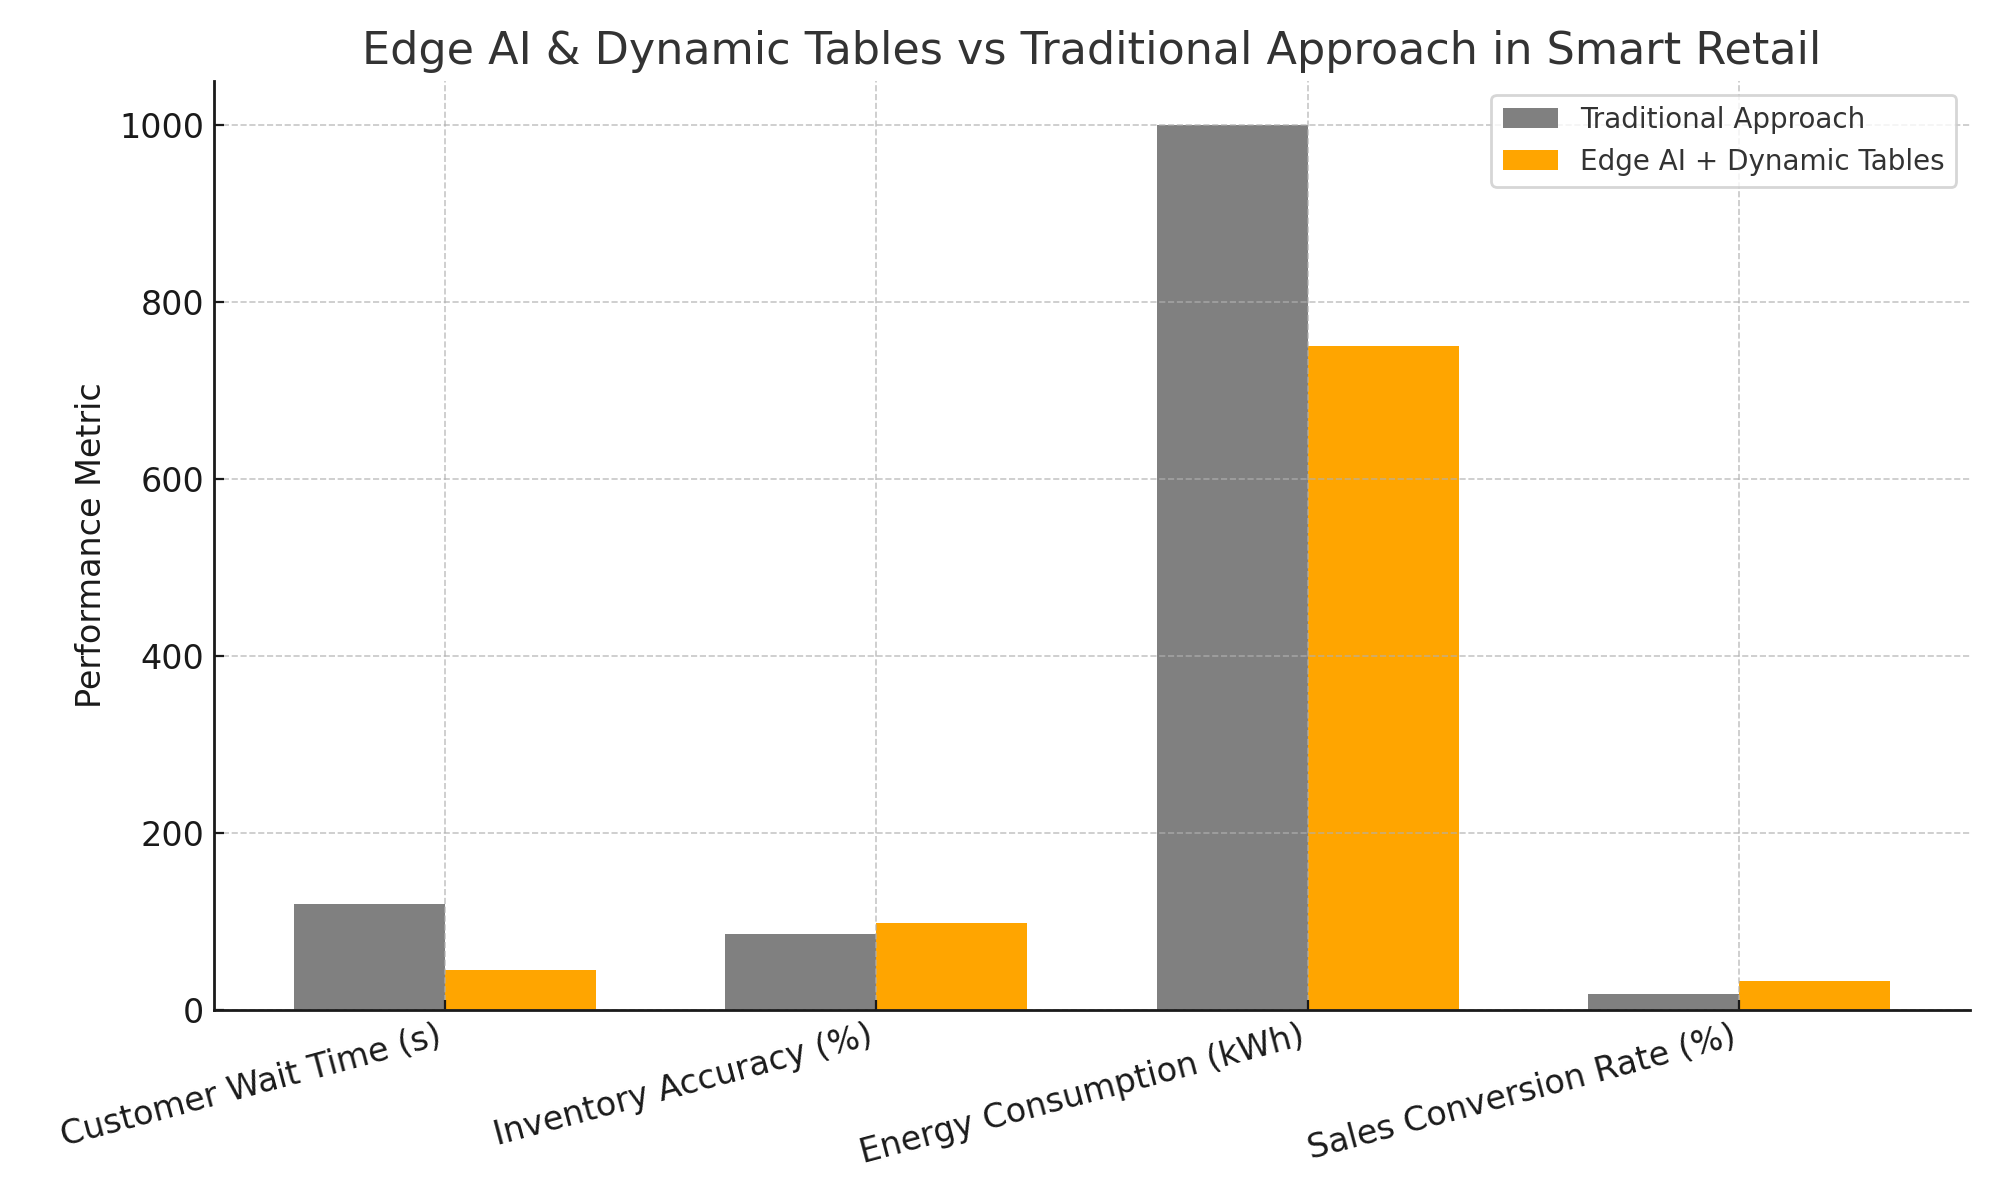 Edge AI & Dynamic Tables vs Traditional Approach in Smart Retail
Traditional Approach
Edge AI + Dynamic Tables
Performance Metric
1000
800
600
400
200
0
Customer Wait Time (s)
Inventory Accuracy (%)
Energy Consumption (kWh)
Sales Conversion Rate (%)